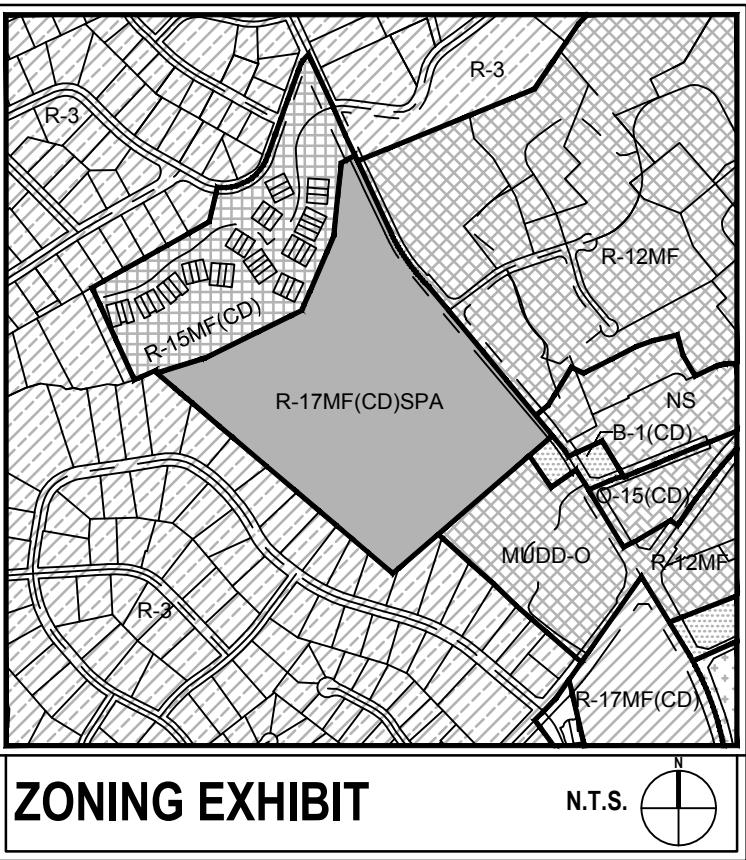 R-3
R-3
R-12MF
R-15MF(CD)
R-17MF(CD)SPA
NS
B-1(CD)
O-15(CD)
MUDD-O
R-12MF
R-3
R-17MF(CD)
ZONING EXHIBIT
N.T.S.
N